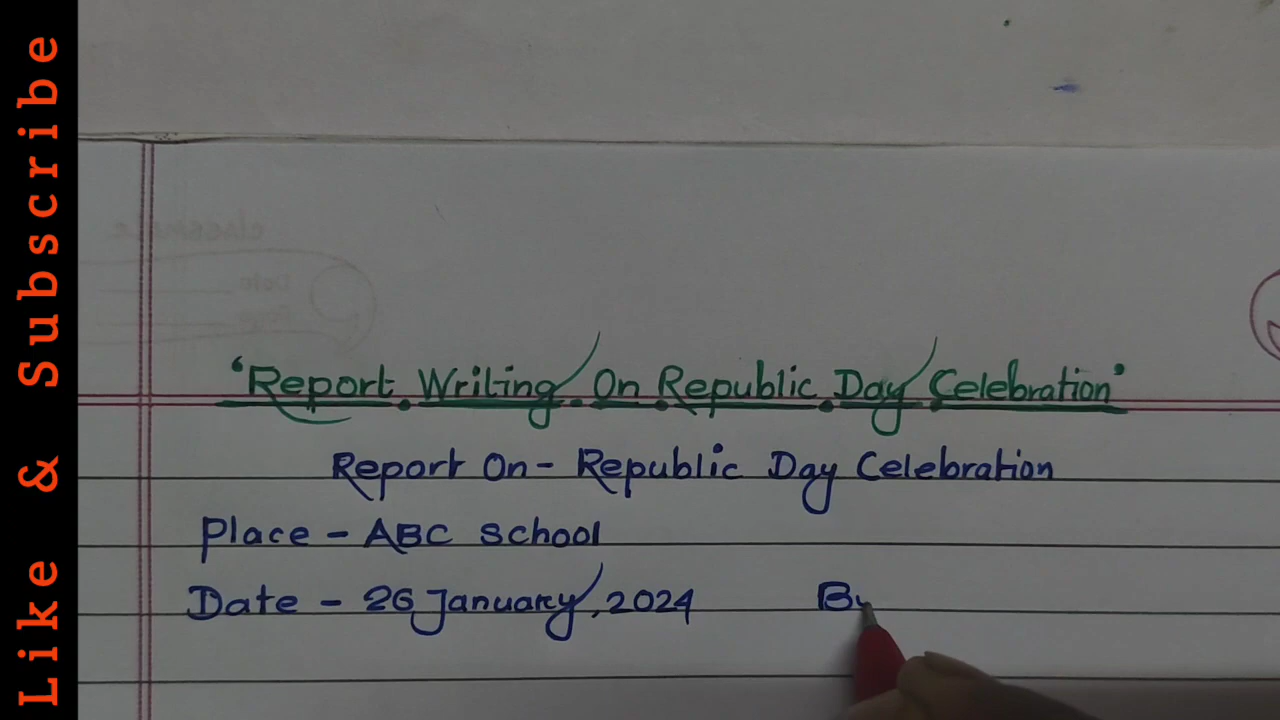 Like & Subscribe
'Report Writing On Republic Day Celebration'
Report On- Republic Day Celebration
Place - ABC School
Date - 26 January, 2024 By